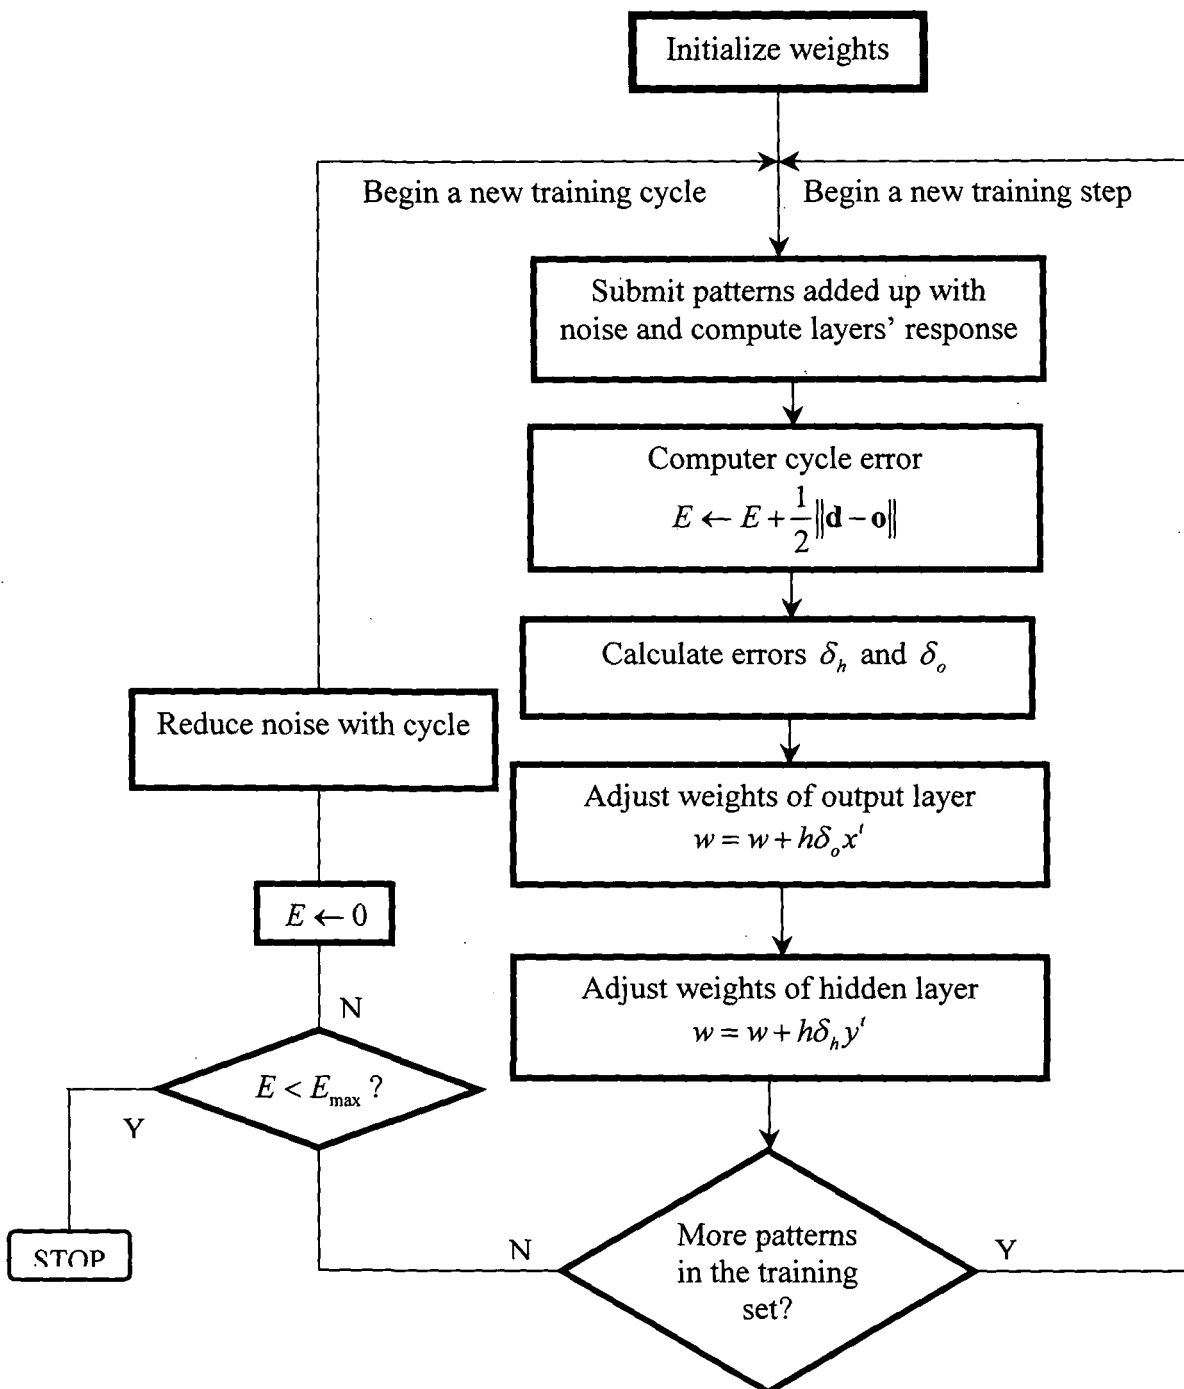 Initialize weights
Begin a new training cycle
Begin a new training step
Submit patterns added up with
noise and compute layers’ response
Computer cycle error
E ← E + 1/2 ||d − o||
Calculate errors δ_h and δ_o
Reduce noise with cycle
Adjust weights of output layer
w = w + hδ_o x^t
E ← 0
Adjust weights of hidden layer
w = w + hδ_h y^t
N
E < E_max ?
Y
More patterns
in the training
set?
N
Y
STOP